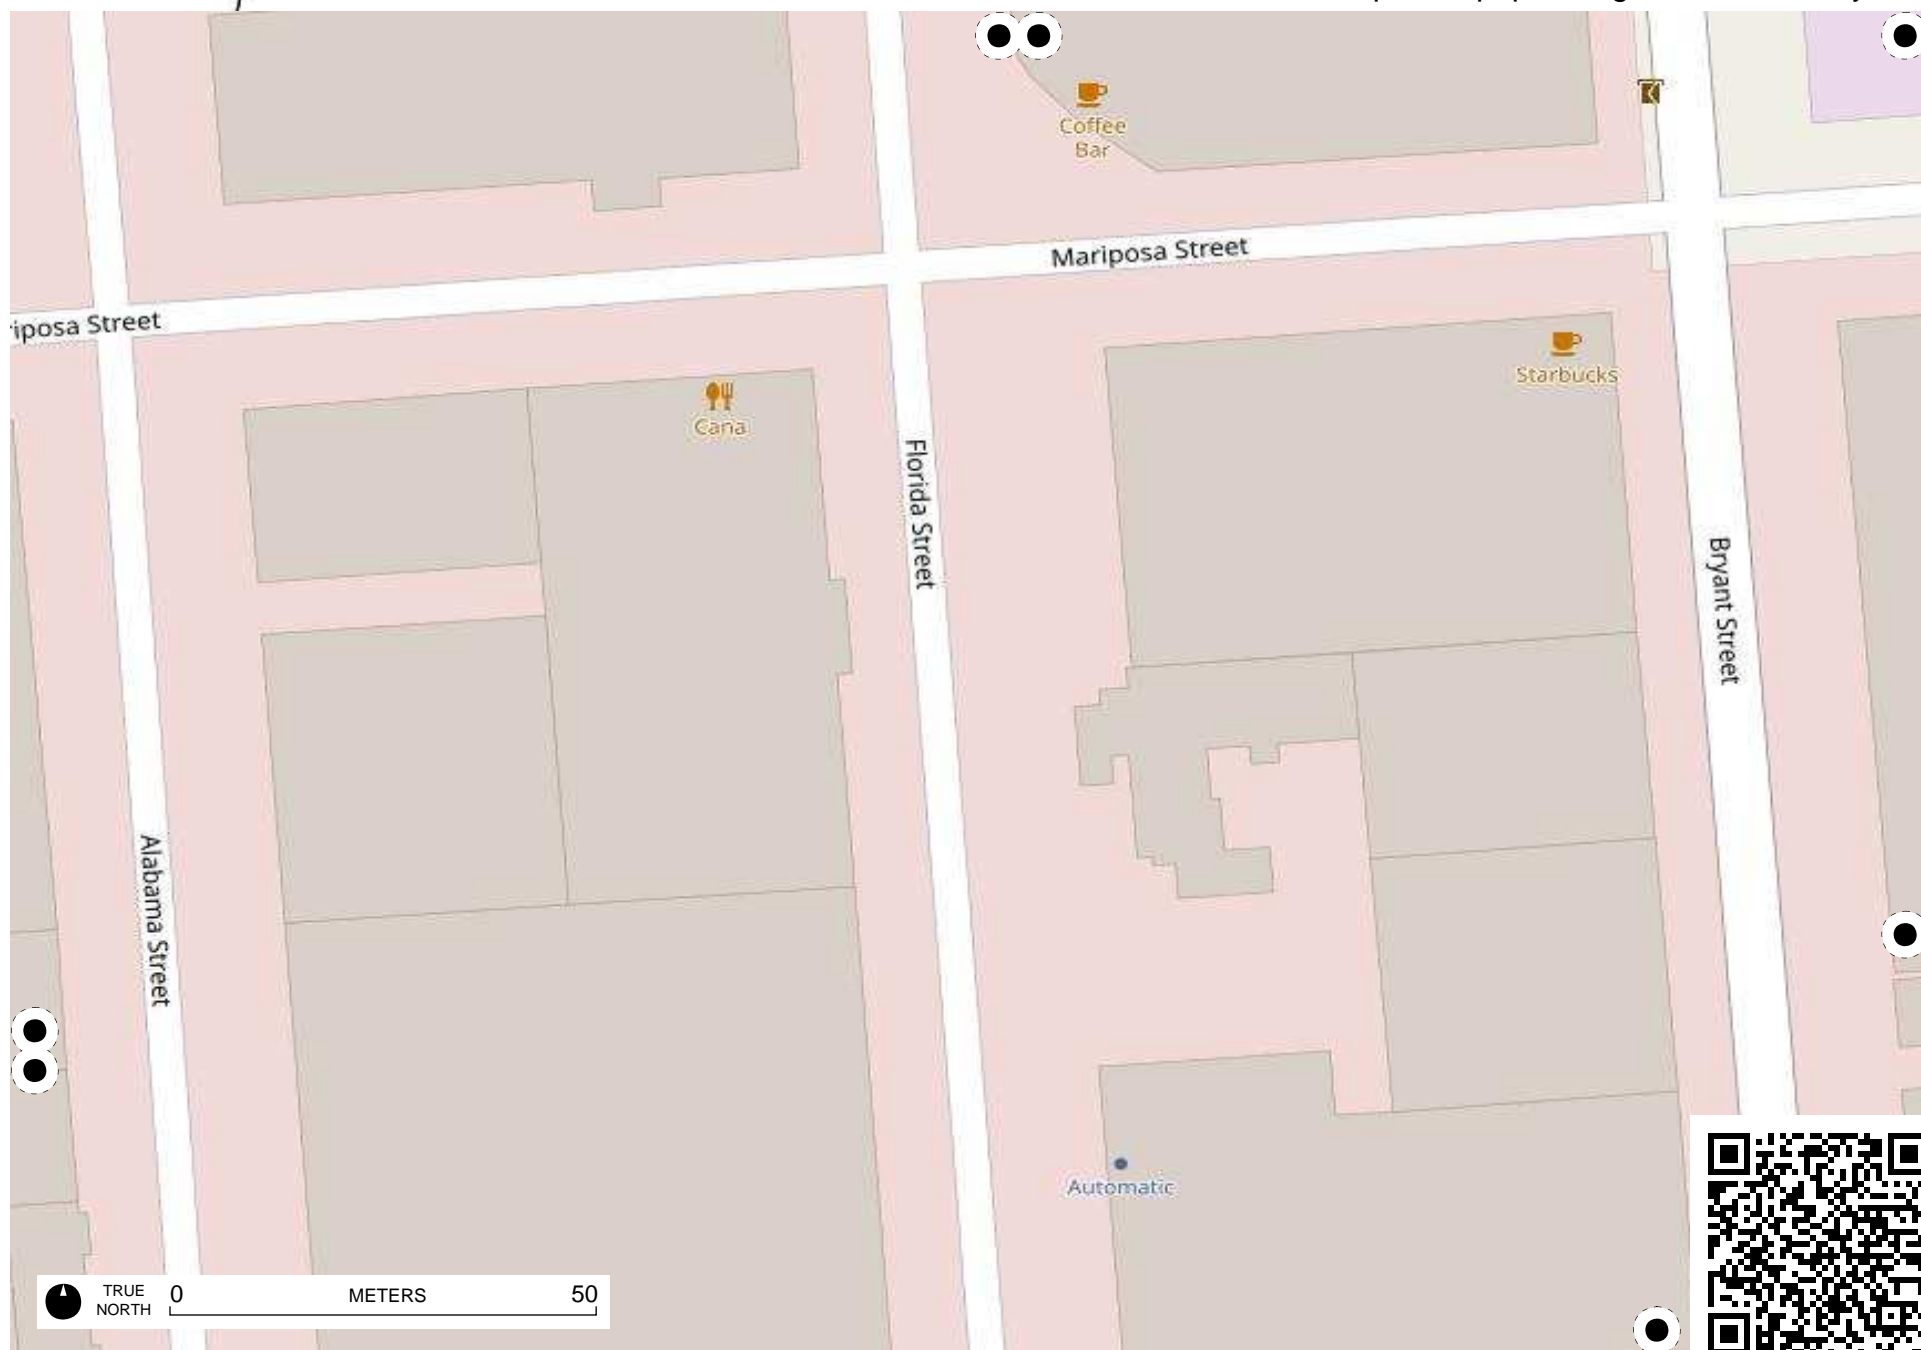 Coffee
Bar
Mariposa Street
riposa Street
Starbucks
Cana
Florida Street
Bryant Street
Alabama Street
Automatic
TRUE
NORTH
0 METERS 50